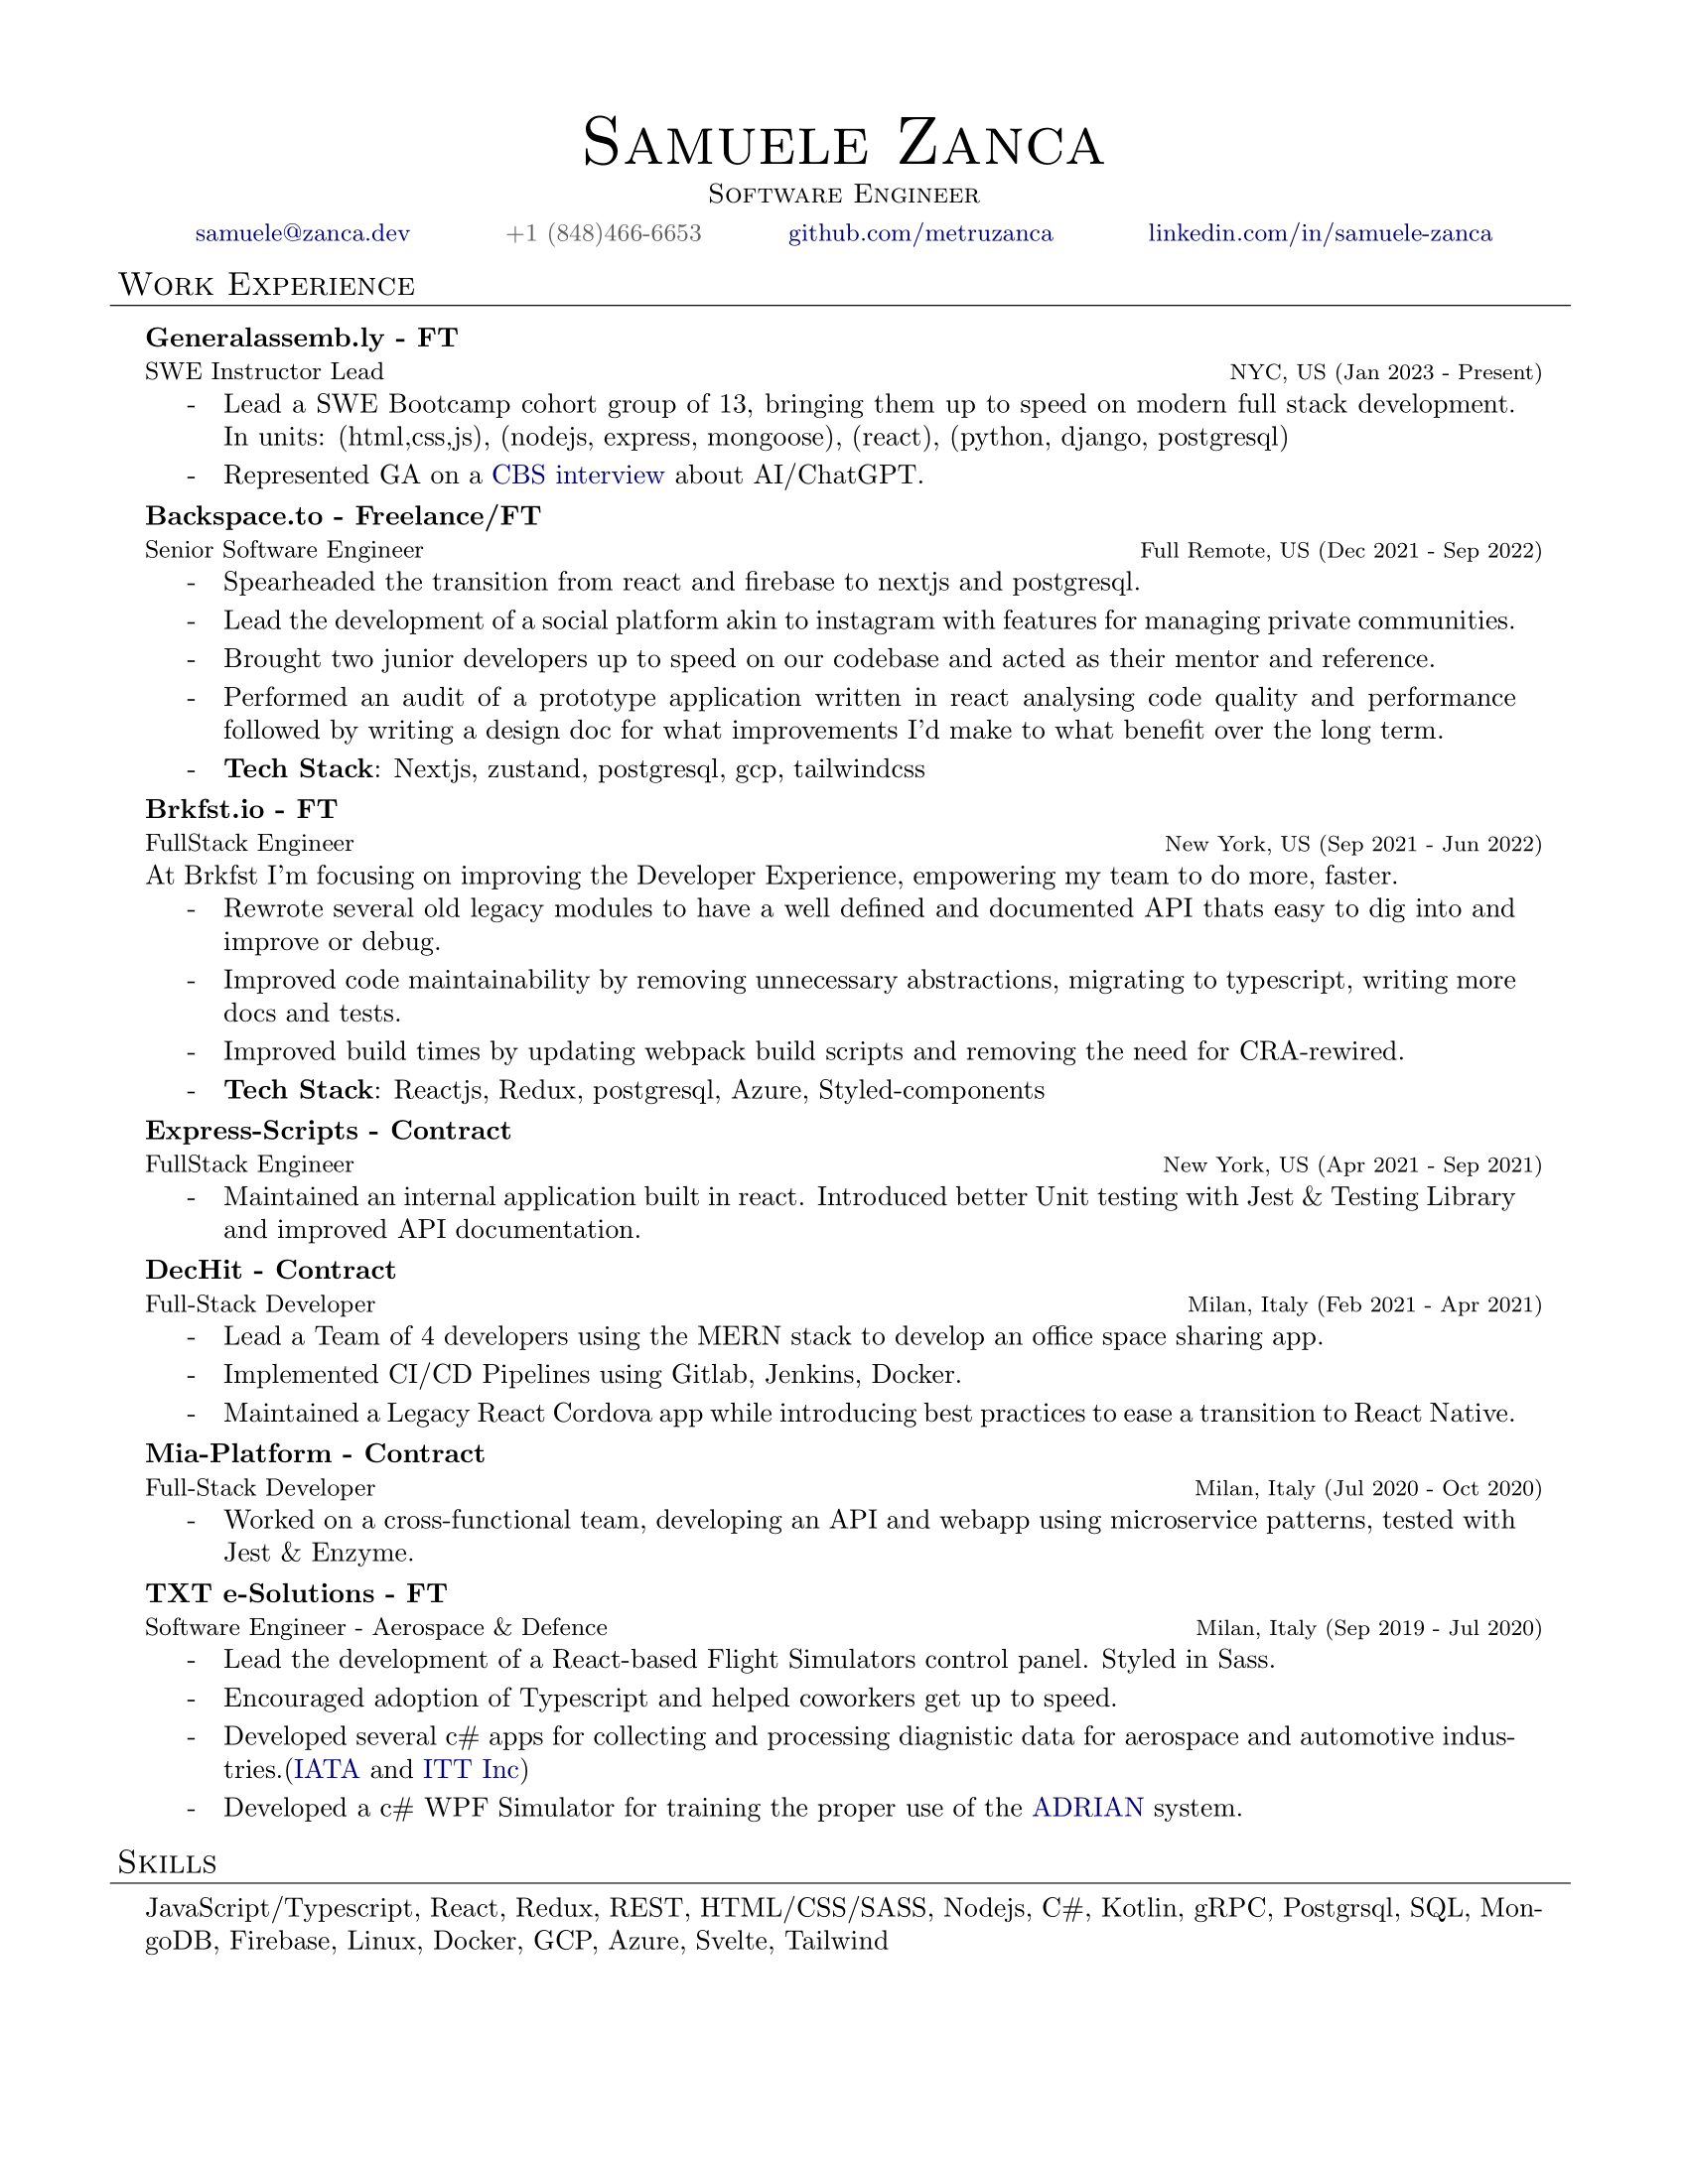 Samuele Zanca
Software Engineer
samuele@zanca.dev +1 (848)466-6653 github.com/metruzanca linkedin.com/in/samuele-zanca
Work Experience
Generalassemb.ly - FT
SWE Instructor Lead NYC, US (Jan 2023 - Present)
- Lead a SWE Bootcamp cohort group of 13, bringing them up to speed on modern full stack development.
In units: (html,css,js), (nodejs, express, mongoose), (react), (python, django, postgresql)
- Represented GA on a CBS interview about AI/ChatGPT.
Backspace.to - Freelance/FT
Senior Software Engineer Full Remote, US (Dec 2021 - Sep 2022)
- Spearheaded the transition from react and firebase to nextjs and postgresql.
- Lead the development of a social platform akin to instagram with features for managing private communities.
- Brought two junior developers up to speed on our codebase and acted as their mentor and reference.
- Performed an audit of a prototype application written in react analysing code quality and performance
followed by writing a design doc for what improvements I'd make to what benefit over the long term.
- Tech Stack: Nextjs, zustand, postgresql, gcp, tailwindcss
Brkfst.io - FT
FullStack Engineer New York, US (Sep 2021 - Jun 2022)
At Brkfst I'm focusing on improving the Developer Experience, empowering my team to do more, faster.
- Rewrote several old legacy modules to have a well defined and documented API thats easy to dig into and
improve or debug.
- Improved code maintainability by removing unnecessary abstractions, migrating to typescript, writing more
docs and tests.
- Improved build times by updating webpack build scripts and removing the need for CRA-rewired.
- Tech Stack: Reactjs, Redux, postgresql, Azure, Styled-components
Express-Scripts - Contract
FullStack Engineer New York, US (Apr 2021 - Sep 2021)
- Maintained an internal application built in react. Introduced better Unit testing with Jest & Testing Library
and improved API documentation.
DecHit - Contract
Full-Stack Developer Milan, Italy (Feb 2021 - Apr 2021)
- Lead a Team of 4 developers using the MERN stack to develop an office space sharing app.
- Implemented CI/CD Pipelines using Gitlab, Jenkins, Docker.
- Maintained a Legacy React Cordova app while introducing best practices to ease a transition to React Native.
Mia-Platform - Contract
Full-Stack Developer Milan, Italy (Jul 2020 - Oct 2020)
- Worked on a cross-functional team, developing an API and webapp using microservice patterns, tested with
Jest & Enzyme.
TXT e-Solutions - FT
Software Engineer - Aerospace & Defence Milan, Italy (Sep 2019 - Jul 2020)
- Lead the development of a React-based Flight Simulators control panel. Styled in Sass.
- Encouraged adoption of Typescript and helped coworkers get up to speed.
- Developed several c# apps for collecting and processing diagnostic data for aerospace and automotive indus-
tries.(IATA and ITT Inc)
- Developed a c# WPF Simulator for training the proper use of the ADRIAN system.
Skills
JavaScript/Typescript, React, Redux, REST, HTML/CSS/SASS, Nodejs, C#, Kotlin, gRPC, Postgrsql, SQL, Mon-
goDB, Firebase, Linux, Docker, GCP, Azure, Svelte, Tailwind